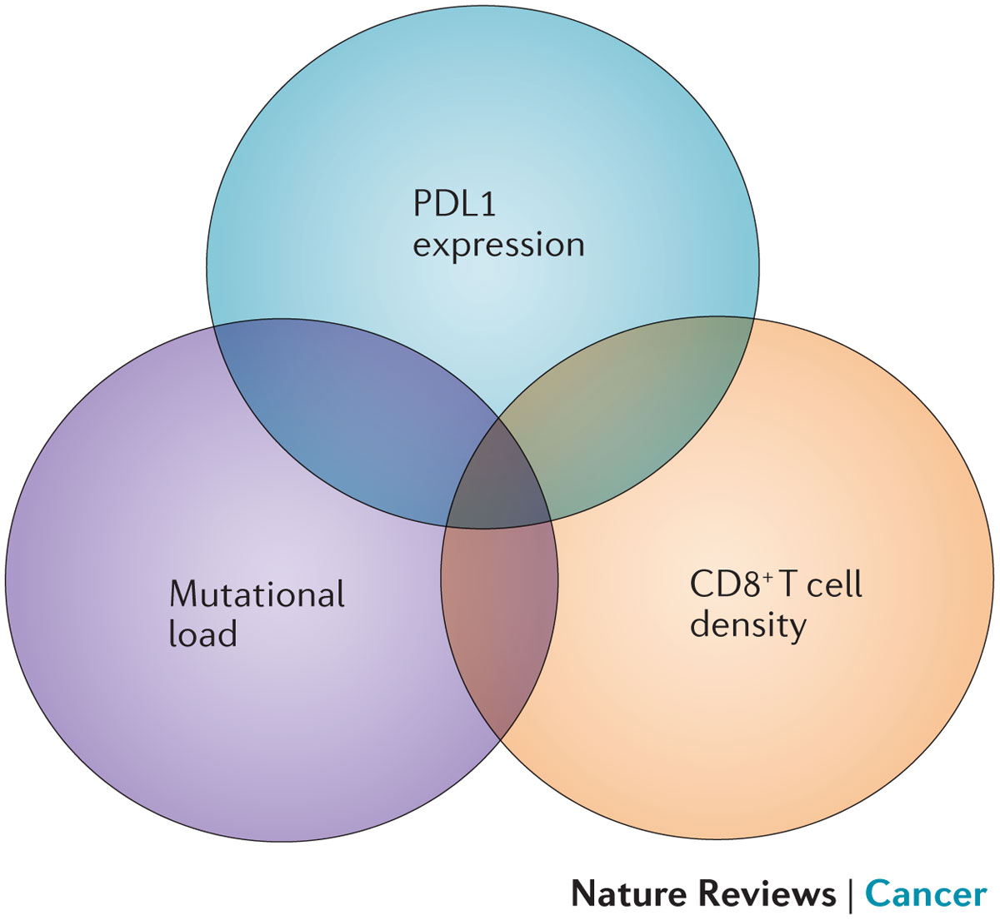 PDL1
expression
Mutational
load
CD8⁺ T cell
density
Nature Reviews | Cancer